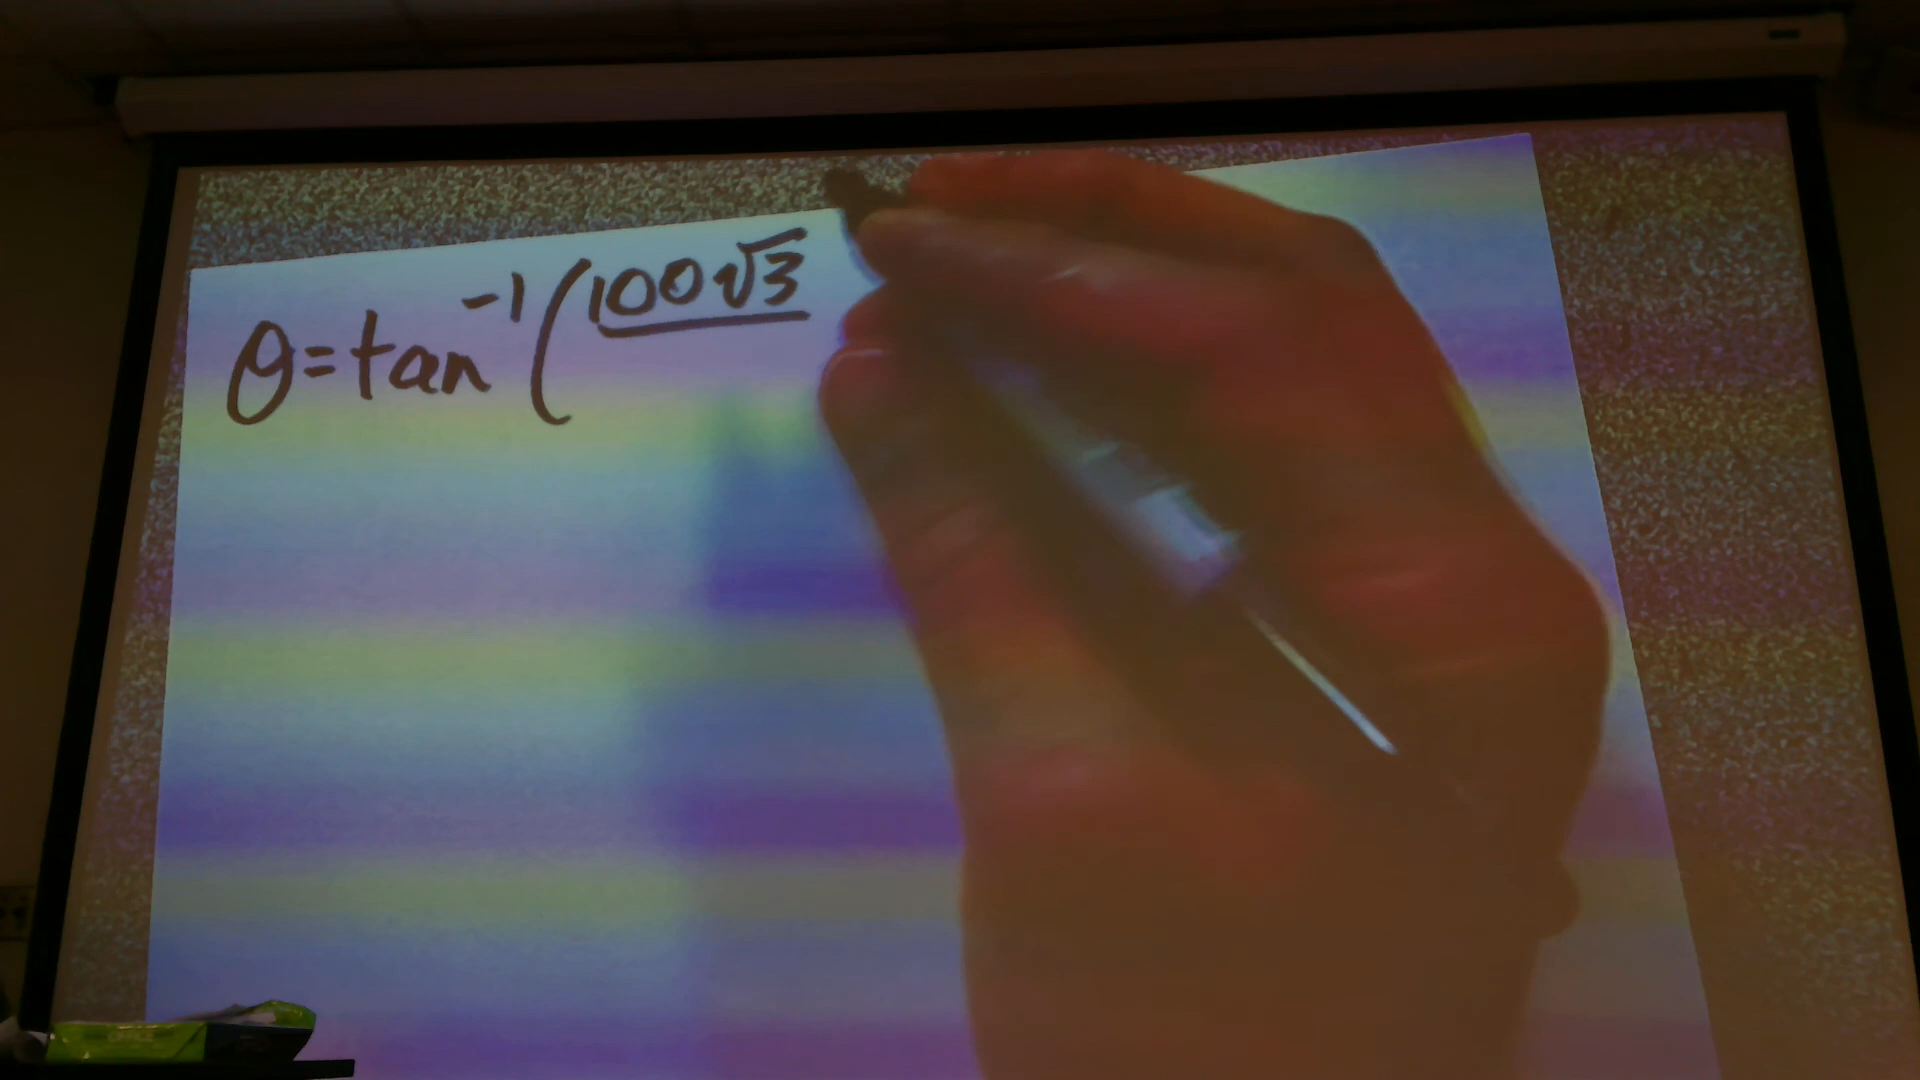 θ = tan⁻¹(100√3